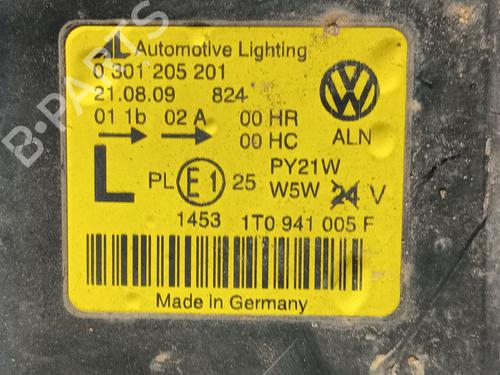 AL Automotive Lighting
0 301 205 201
21.08.09 824
01 1b 02 A 00 HR
00 HC ALN
L PL E1 25 PY21W
W5W 24 V
1453 1T0 941 005 F
Made in Germany
B-PARTS